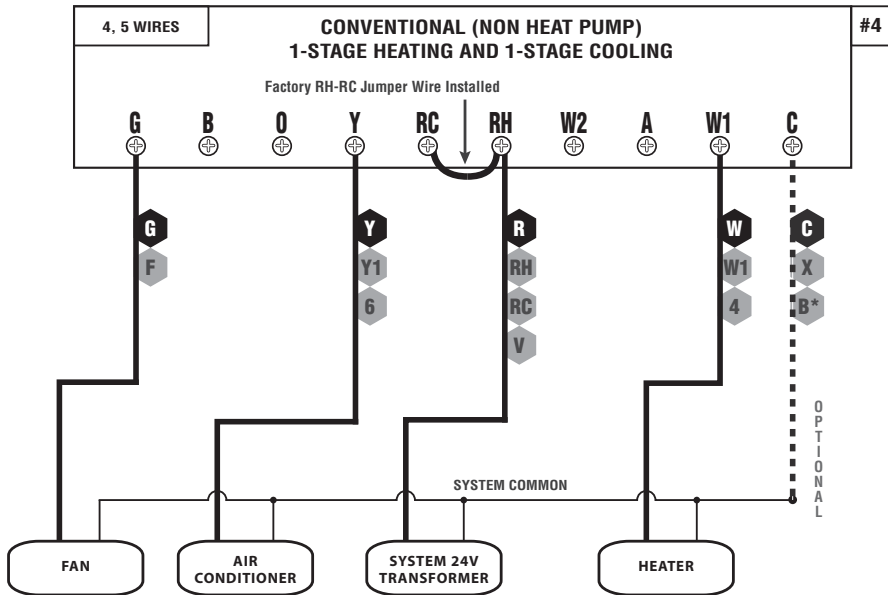 4, 5 WIRES
CONVENTIONAL (NON HEAT PUMP)
1-STAGE HEATING AND 1-STAGE COOLING
#4
Factory RH-RC Jumper Wire Installed
G B O Y RC RH W2 A W1 C
G Y R W C
F Y1 RH W1 X
6 RC 4 B*
V
OPTIONAL
SYSTEM COMMON
FAN
AIR
CONDITIONER
SYSTEM 24V
TRANSFORMER
HEATER